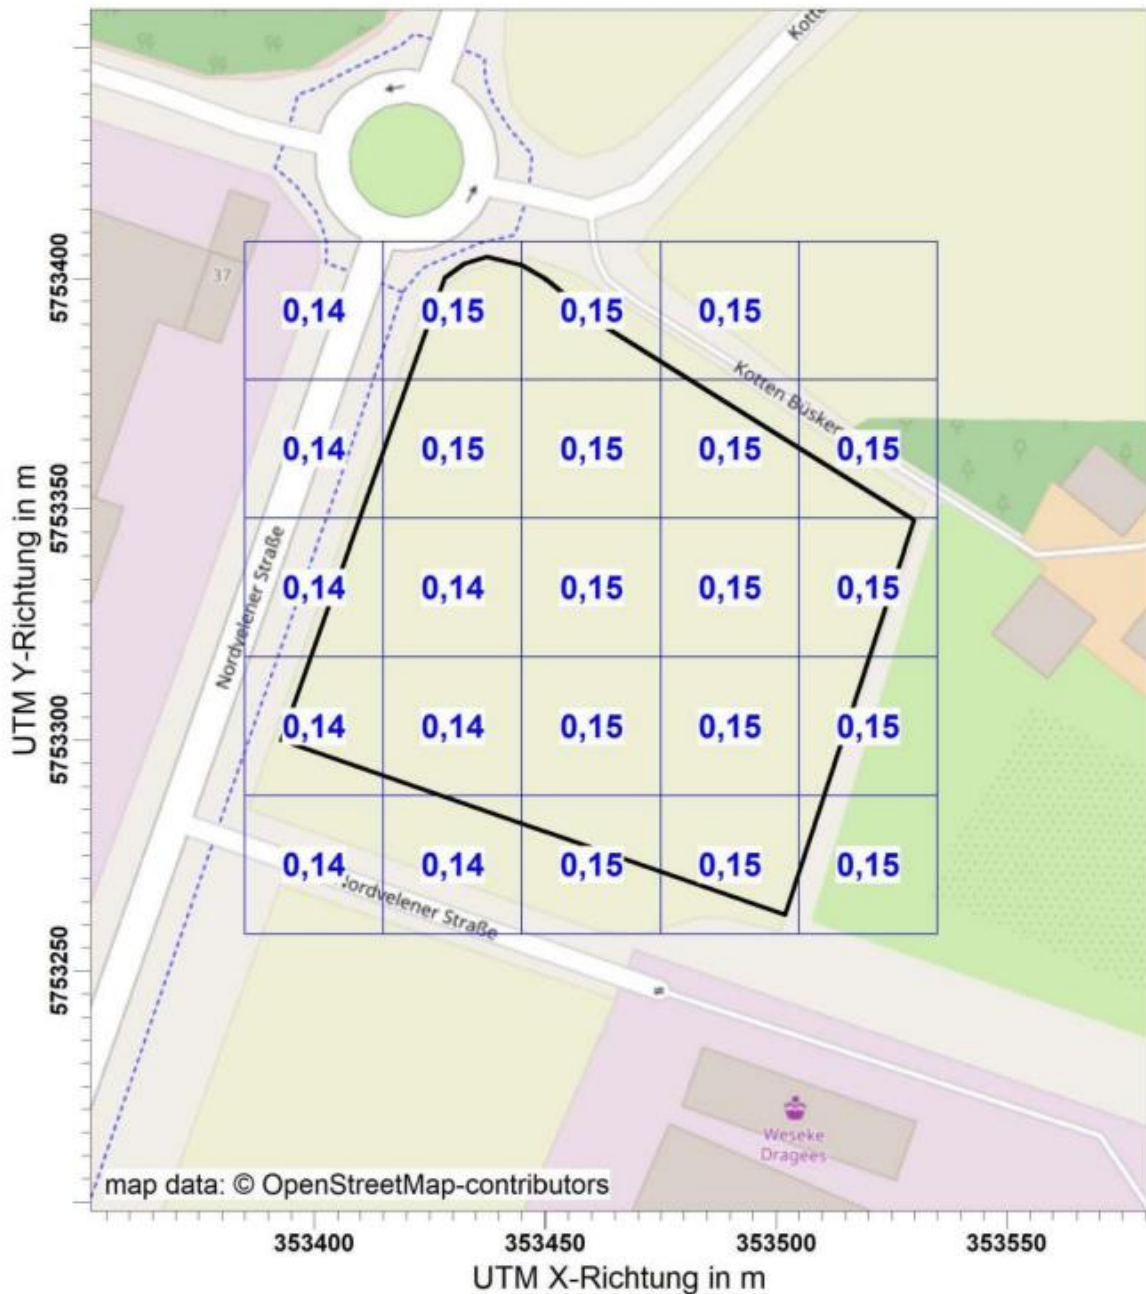 Kotten
37
5753400
0,14 0,15 0,15 0,15
Kotten Büsker
0,14 0,15 0,15 0,15 0,15
5753350
UTM Y-Richtung in m
Nordvelener Straße
0,14 0,14 0,15 0,15 0,15
5753300
0,14 0,14 0,15 0,15 0,15
0,14 0,14 0,15 0,15 0,15
Nordvelener Straße
5753250
Weseke
Dragees
map data: © OpenStreetMap-contributors
353400 353450 353500 353550
UTM X-Richtung in m